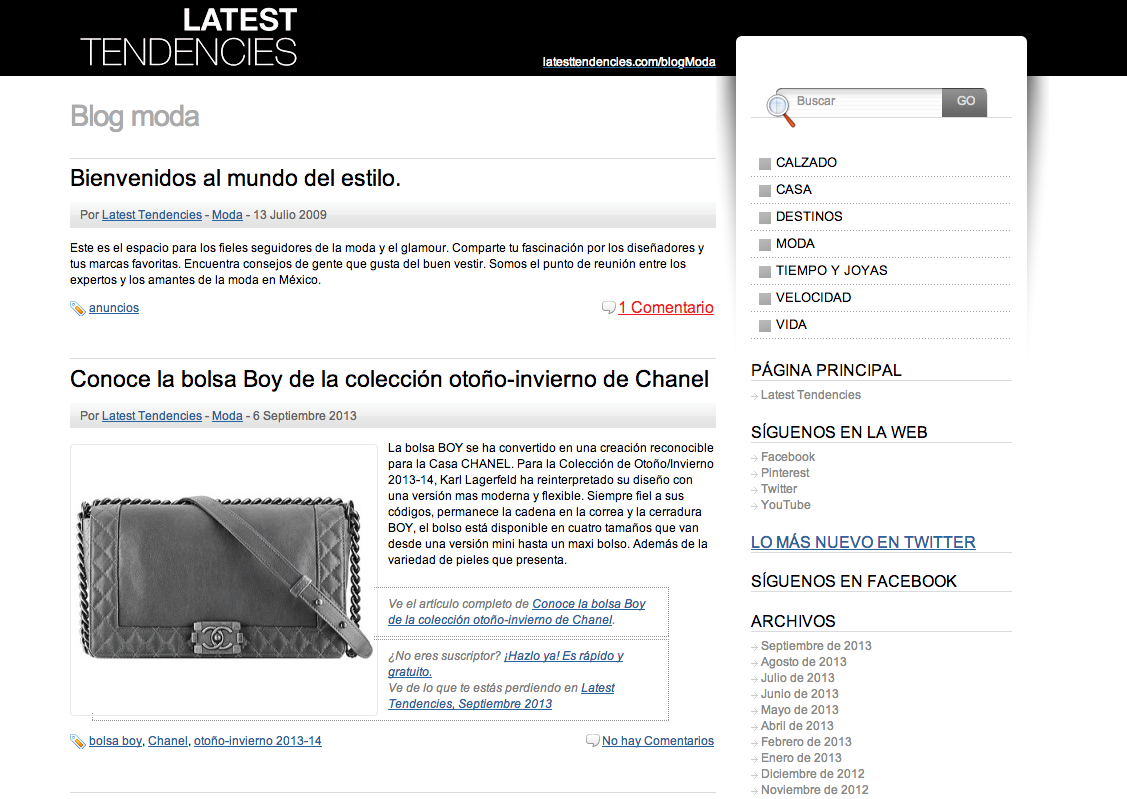 LATEST
TENDENCIES
latesttendencies.com/blogModa
Blog moda
Bienvenidos al mundo del estilo.
Por Latest Tendencies - Moda - 13 Julio 2009
Este es el espacio para los fieles seguidores de la moda y el glamour. Comparte tu fascinación por los diseñadores y
tus marcas favoritas. Encuentra consejos de gente que gusta del buen vestir. Somos el punto de reunión entre los
expertos y los amantes de la moda en México.
anuncios
1 Comentario
Conoce la bolsa Boy de la colección otoño-invierno de Chanel
Por Latest Tendencies - Moda - 6 Septiembre 2013
La bolsa BOY se ha convertido en una creación reconocible
para la Casa CHANEL. Para la Colección de Otoño/Invierno
2013-14, Karl Lagerfeld ha reinterpretado su diseño con
una versión mas moderna y flexible. Siempre fiel a sus
códigos, permanece la cadena en la correa y la cerradura
BOY, el bolso está disponible en cuatro tamaños que van
desde una versión mini hasta un maxi bolso. Además de la
variedad de pieles que presenta.
Ve el artículo completo de Conoce la bolsa Boy
de la colección otoño-invierno de Chanel.
¿No eres suscriptor? ¡Hazlo ya! Es rápido y
gratuito.
Ve de lo que te estás perdiendo en Latest
Tendencies, Septiembre 2013
bolsa boy, Chanel, otoño-invierno 2013-14
No hay Comentarios
Buscar
GO
CALZADO
CASA
DESTINOS
MODA
TIEMPO Y JOYAS
VELOCIDAD
VIDA
PÁGINA PRINCIPAL
Latest Tendencies
SÍGUENOS EN LA WEB
Facebook
Pinterest
Twitter
YouTube
LO MÁS NUEVO EN TWITTER
SÍGUENOS EN FACEBOOK
ARCHIVOS
Septiembre de 2013
Agosto de 2013
Julio de 2013
Junio de 2013
Mayo de 2013
Abril de 2013
Febrero de 2013
Enero de 2013
Diciembre de 2012
Noviembre de 2012